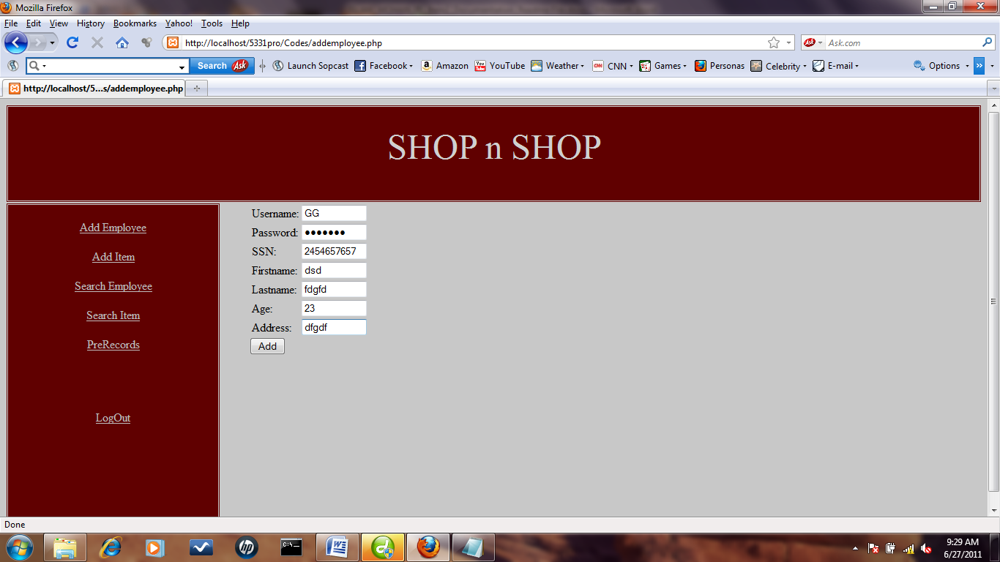 Mozilla Firefox
File Edit View History Bookmarks Yahoo! Tools Help
http://localhost/5331pro/Codes/addemployee.php
Ask Ask.com
Search Ask Launch Sopcast Facebook Amazon YouTube Weather CNN Games Personas Celebrity E-mail Options »
http://localhost/5...s/addemployee.php
SHOP n SHOP
Add Employee
Add Item
Search Employee
Search Item
PreRecords
LogOut
Username: GG
Password: ●●●●●●●
SSN: 2454657657
Firstname: dsd
Lastname: fdgfd
Age: 23
Address: dfgdf
Add
Done
9:29 AM
6/27/2011